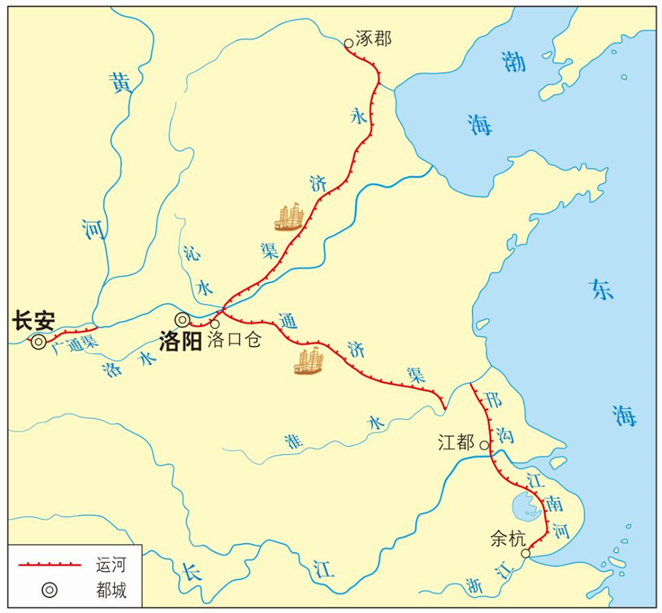 涿郡
渤海
黄河
永济渠
沁水
东海
长安
广通渠
洛阳
洛口仓
洛水
通济渠
淮水
邗沟
江都
江南河
余杭
长江
浙江
运河
都城